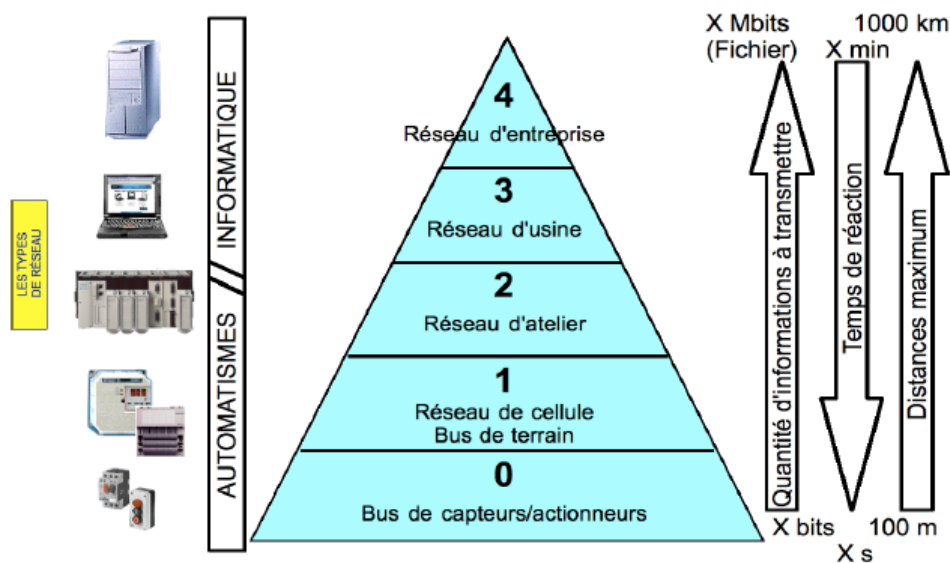 LES TYPES
DE RÉSEAU
INFORMATIQUE
AUTOMATISMES
4
Réseau d'entreprise
3
Réseau d'usine
2
Réseau d'atelier
1
Réseau de cellule
Bus de terrain
0
Bus de capteurs/actionneurs
X Mbits
(Fichier)
X min
1000 km
Quantité d'informations à transmettre
Temps de réaction
Distances maximum
X bits
X s
100 m